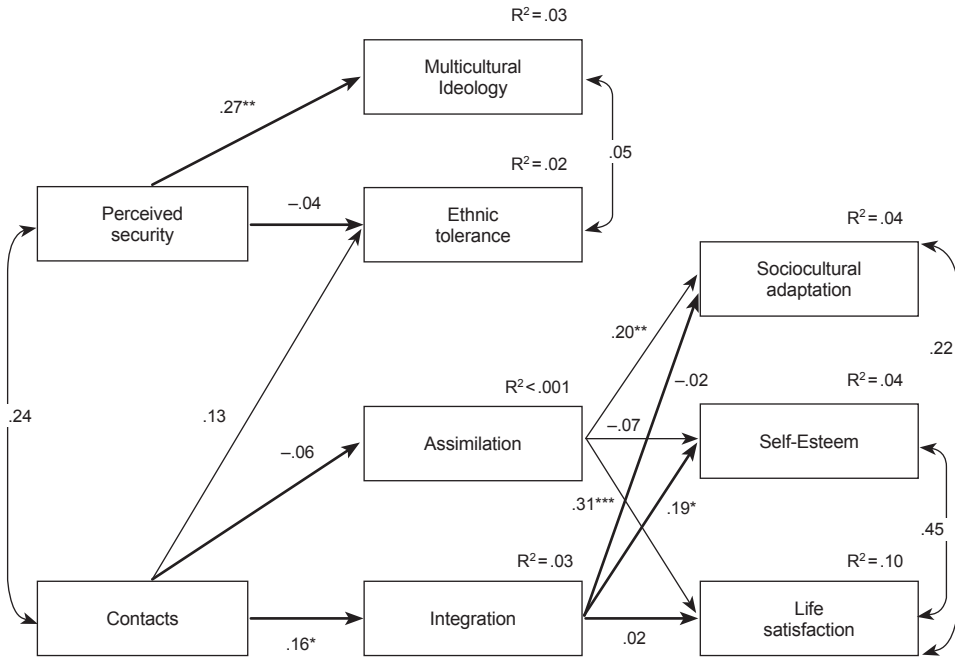 R² = .03
Multicultural
Ideology
.27**
.05
R² = .02
Perceived
security
–.04
Ethnic
tolerance
R² = .04
Sociocultural
adaptation
.20**
.22
–.02
R² < .001
R² = .04
.24
.13
Assimilation
–.07
Self-Esteem
–.06
.31***
.19*
.45
R² = .03
R² = .10
Contacts
Integration
Life
satisfaction
.16*
.02